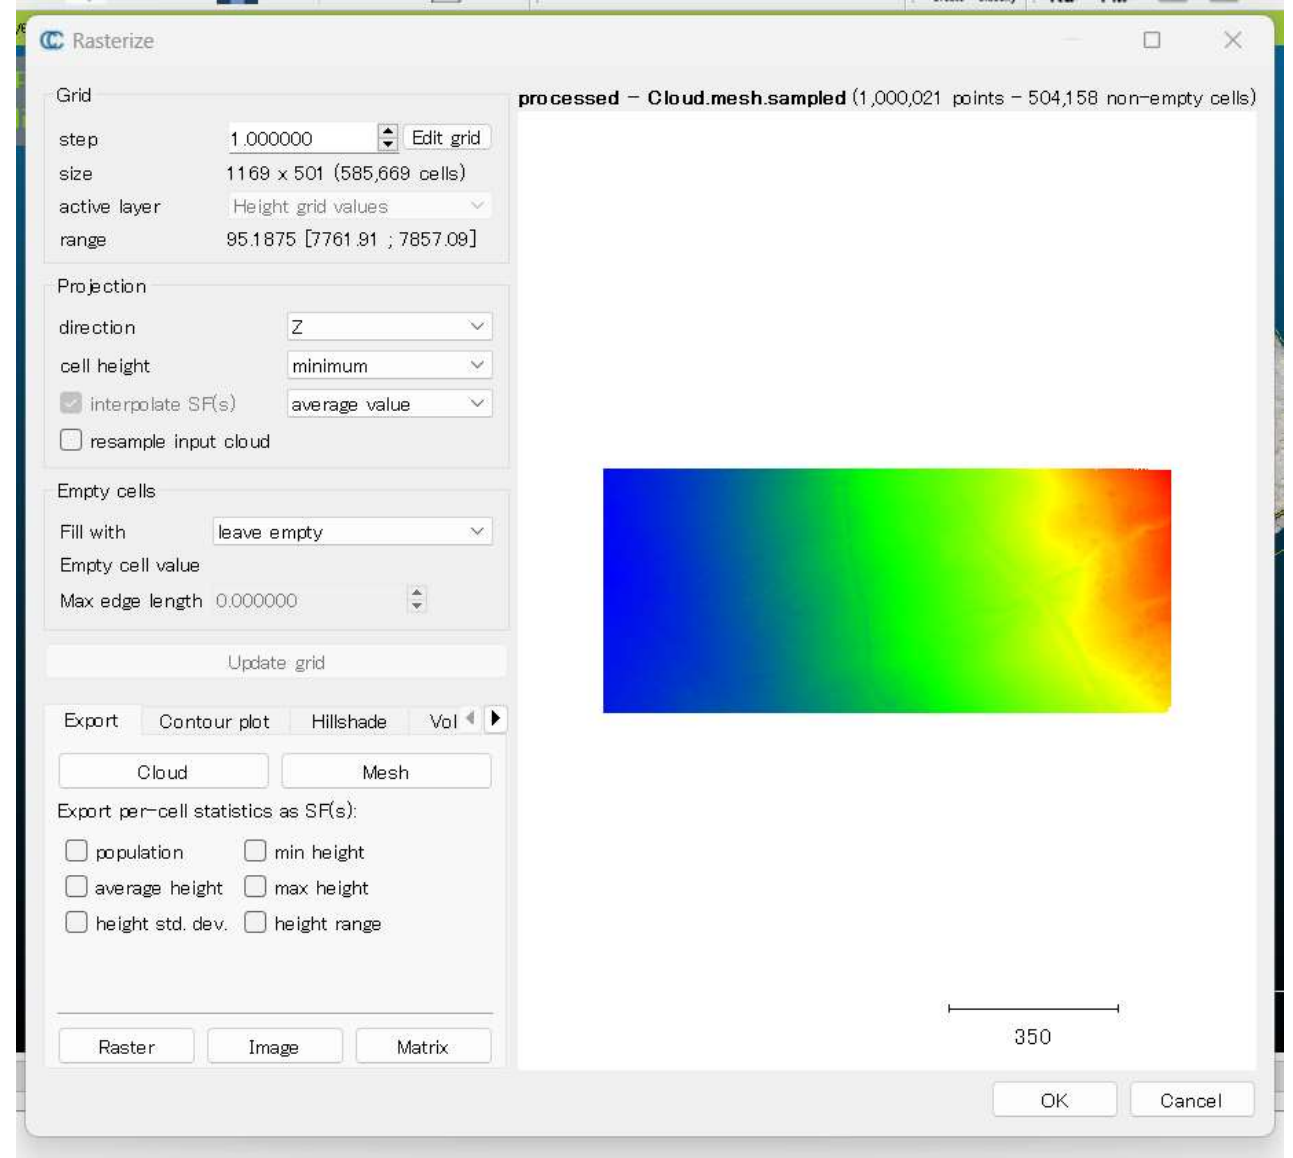 Rasterize
Grid
processed - Cloud.mesh.sampled (1,000,021 points - 504,158 non-empty cells)
step 1.000000 Edit grid
size 1169 x 501 (585,669 cells)
active layer Height grid values
range 95.1875 [7761.91 ; 7857.09]
Projection
direction Z
cell height minimum
interpolate SF(s) average value
resample input cloud
Empty cells
Fill with leave empty
Empty cell value
Max edge length 0.000000
Update grid
Export Contour plot Hillshade Vol
Cloud Mesh
Export per-cell statistics as SF(s):
population min height
average height max height
height std. dev. height range
350
Raster Image Matrix
OK Cancel